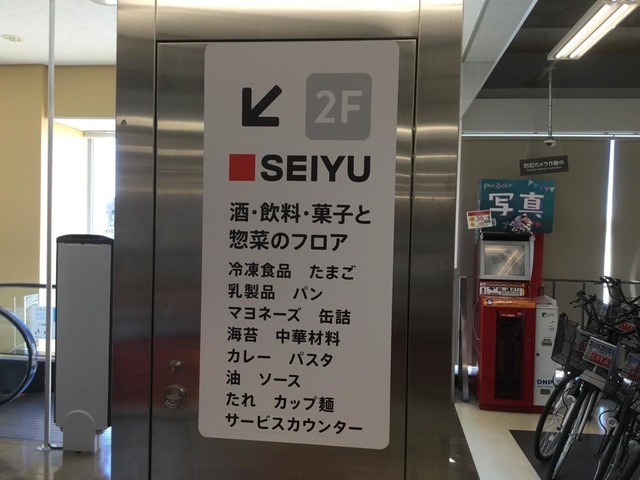 2F
SEIYU
酒・飲料・菓子と
惣菜のフロア
冷凍食品 たまご
乳製品 パン
マヨネーズ 缶詰
海苔 中華材料
カレー パスタ
油 ソース
たれ カップ麺
サービスカウンター
防犯カメラ作動中
写真
30
DNP